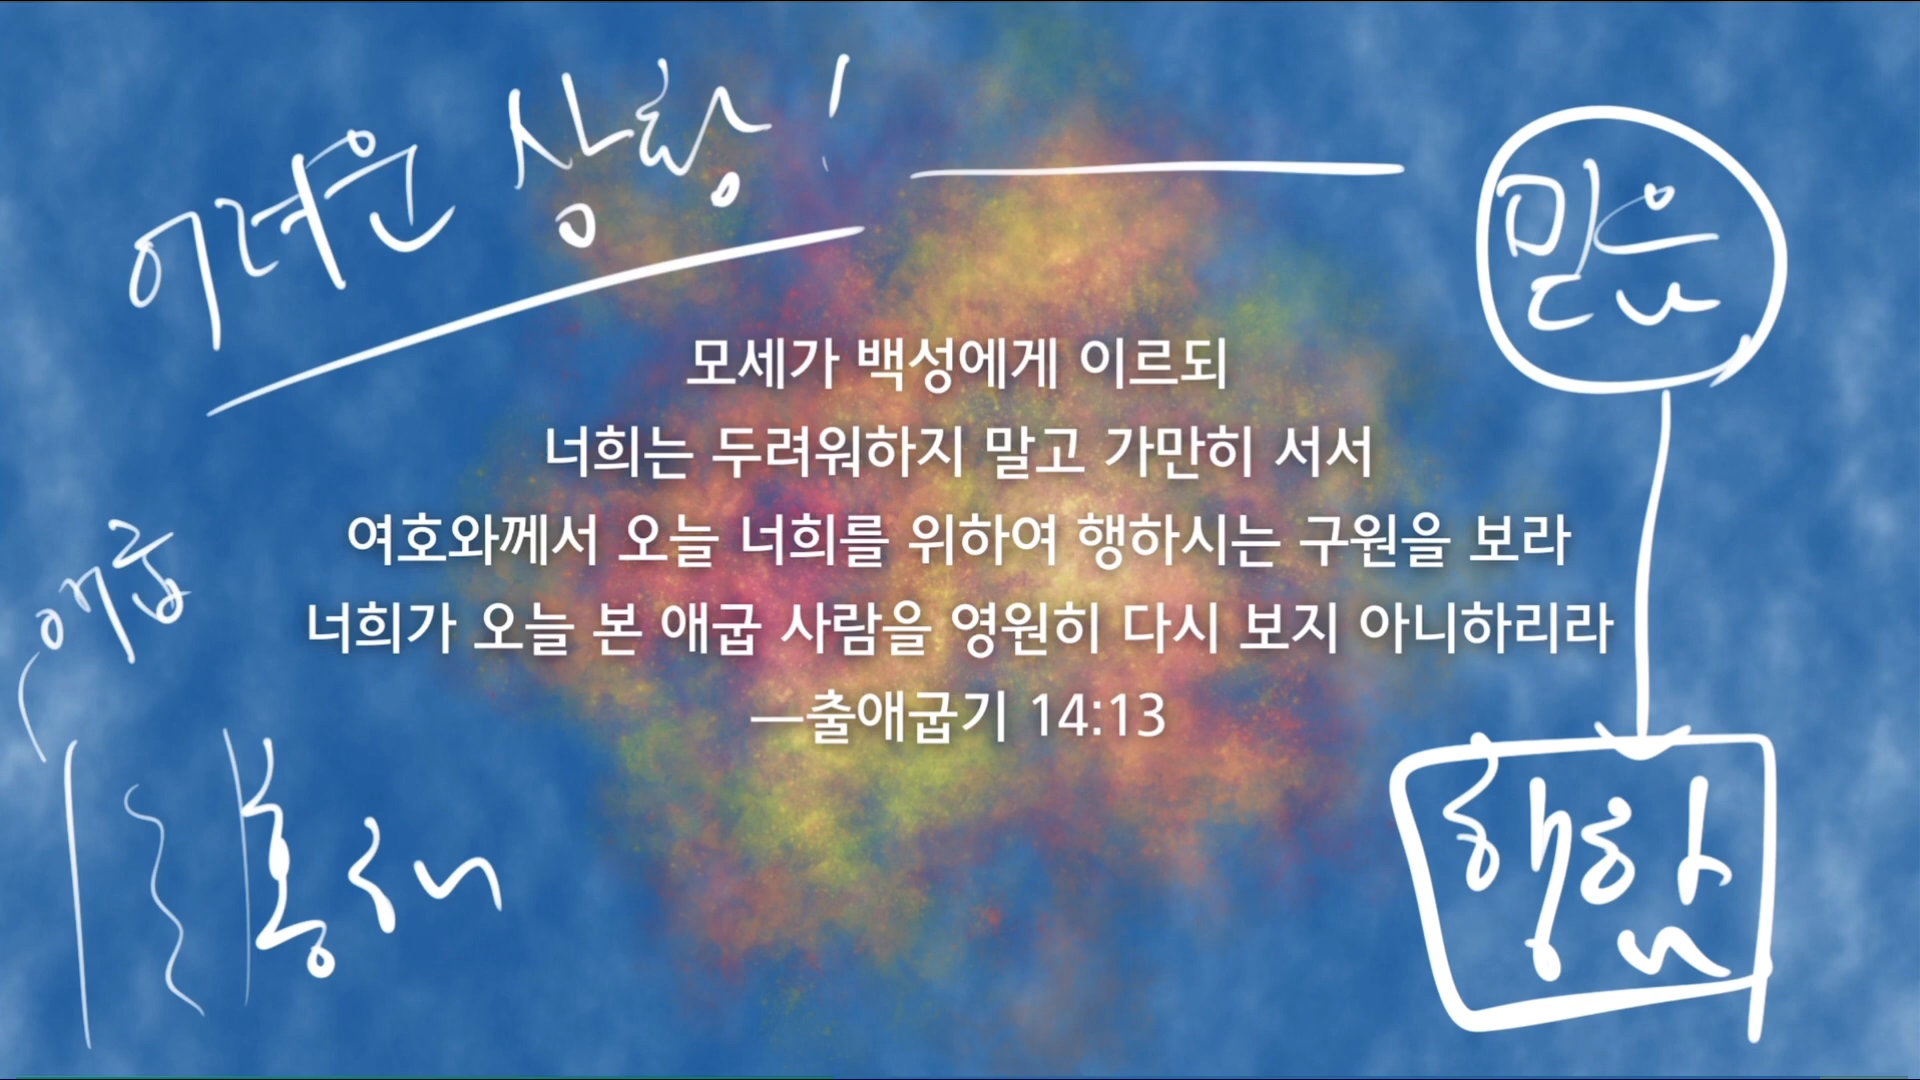 어려운 상황!
믿음
모세가 백성에게 이르되
너희는 두려워하지 말고 가만히 서서
여호와께서 오늘 너희를 위하여 행하시는 구원을 보라
너희가 오늘 본 애굽 사람을 영원히 다시 보지 아니하리라
—출애굽기 14:13
애굽
홍해
행함